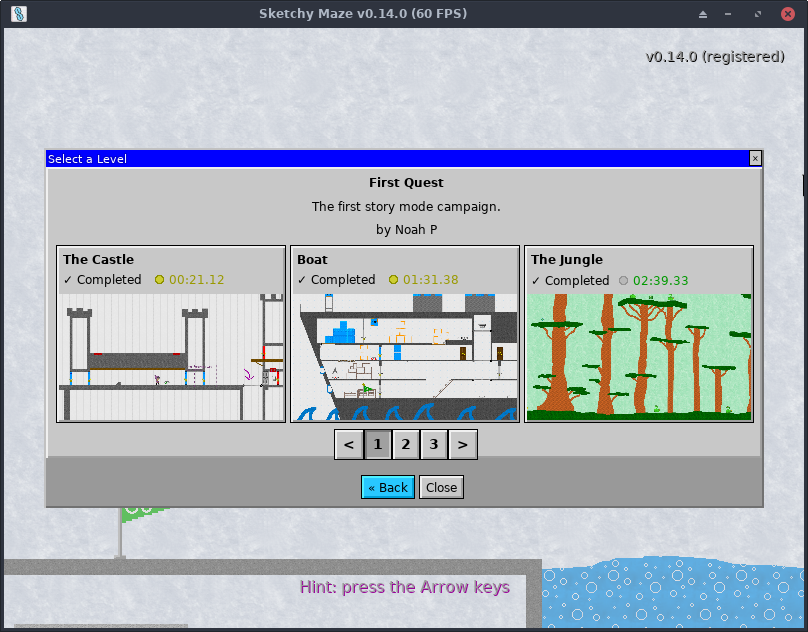 Sketchy Maze v0.14.0 (60 FPS)
v0.14.0 (registered)
Select a Level
First Quest
The first story mode campaign.
by Noah P
The Castle
✓ Completed 00:21.12
Boat
✓ Completed 01:31.38
The Jungle
✓ Completed 02:39.33
< 1 2 3 >
« Back Close
Hint: press the Arrow keys